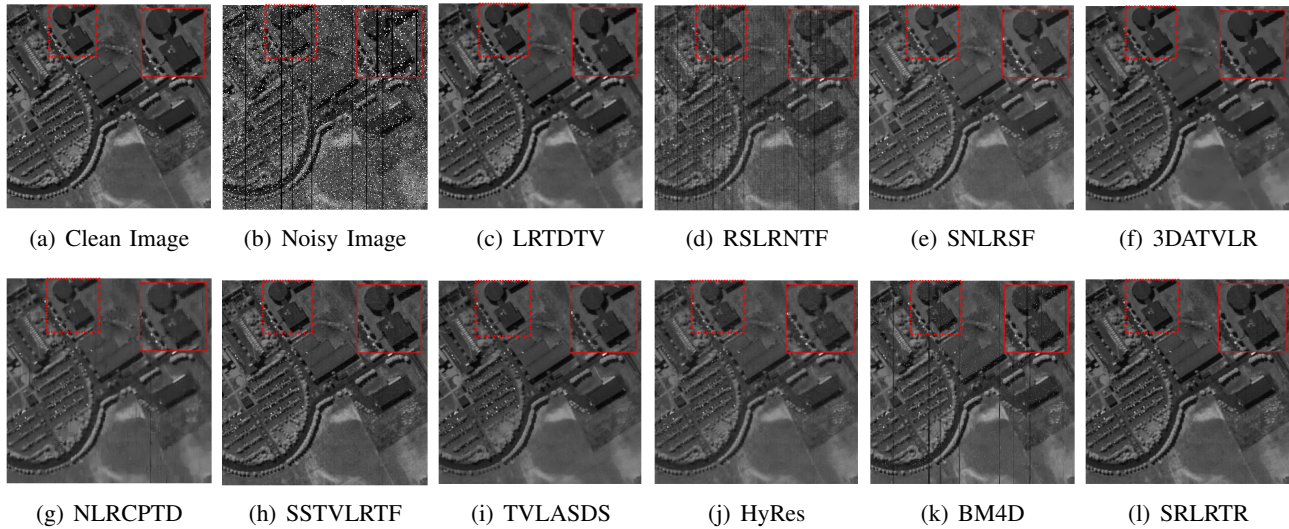 (a) Clean Image (b) Noisy Image (c) LRTDTV (d) RSLRNTF (e) SNLRSF (f) 3DATVLR
(g) NLRCPTD (h) SSTVLRTF (i) TVLASDS (j) HyRes (k) BM4D (l) SRLRTR